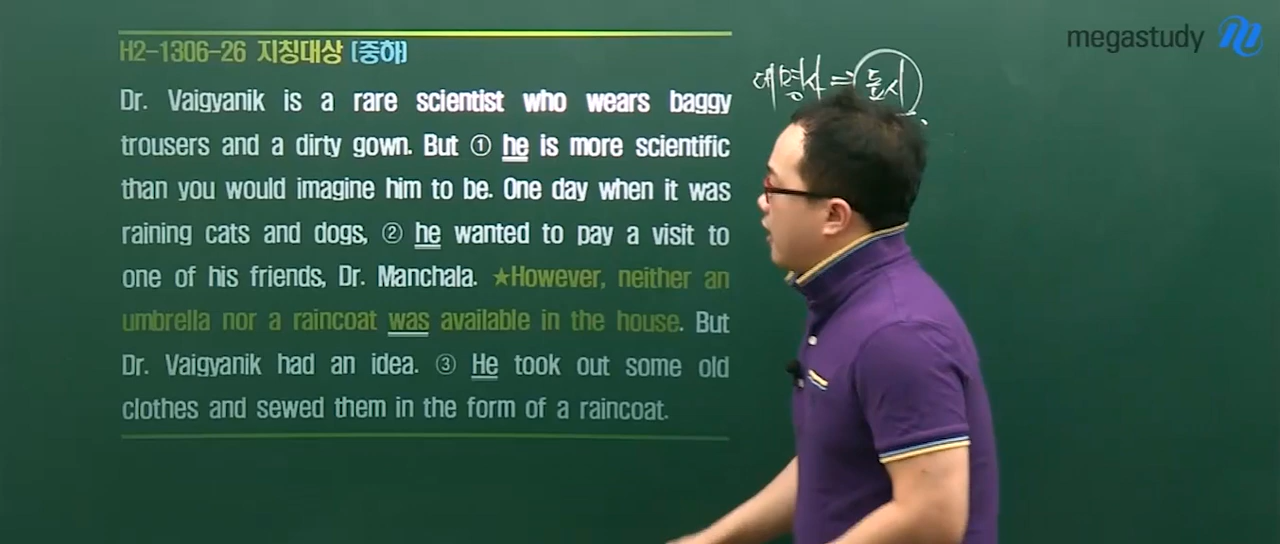 megastudy
H2-1306-26 지칭대상 [중하]
대명사 ⇒ 동시
Dr. Vaigyanik is a rare scientist who wears baggy
trousers and a dirty gown. But ① he is more scientific
than you would imagine him to be. One day when it was
raining cats and dogs, ② he wanted to pay a visit to
one of his friends, Dr. Manchala. ★However, neither an
umbrella nor a raincoat was available in the house. But
Dr. Vaigyanik had an idea. ③ He took out some old
clothes and sewed them in the form of a raincoat.